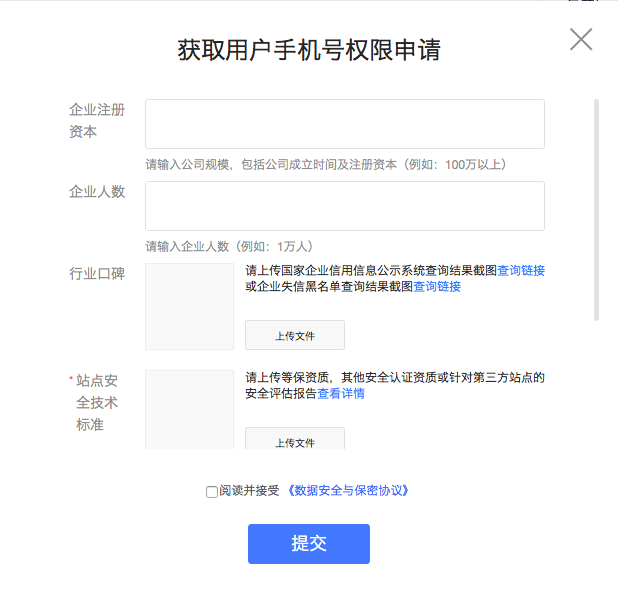 获取用户手机号权限申请
企业注册
资本
请输入公司规模，包括公司成立时间及注册资本（例如：100万以上）
企业人数
请输入企业人数（例如：1万人）
行业口碑
请上传国家企业信用信息公示系统查询结果截图查询链接
或企业失信黑名单查询结果截图查询链接
上传文件
* 站点安
全技术
标准
请上传等保资质，其他安全认证资质或针对第三方站点的
安全评估报告查看详情
上传文件
阅读并接受 《数据安全与保密协议》
提交